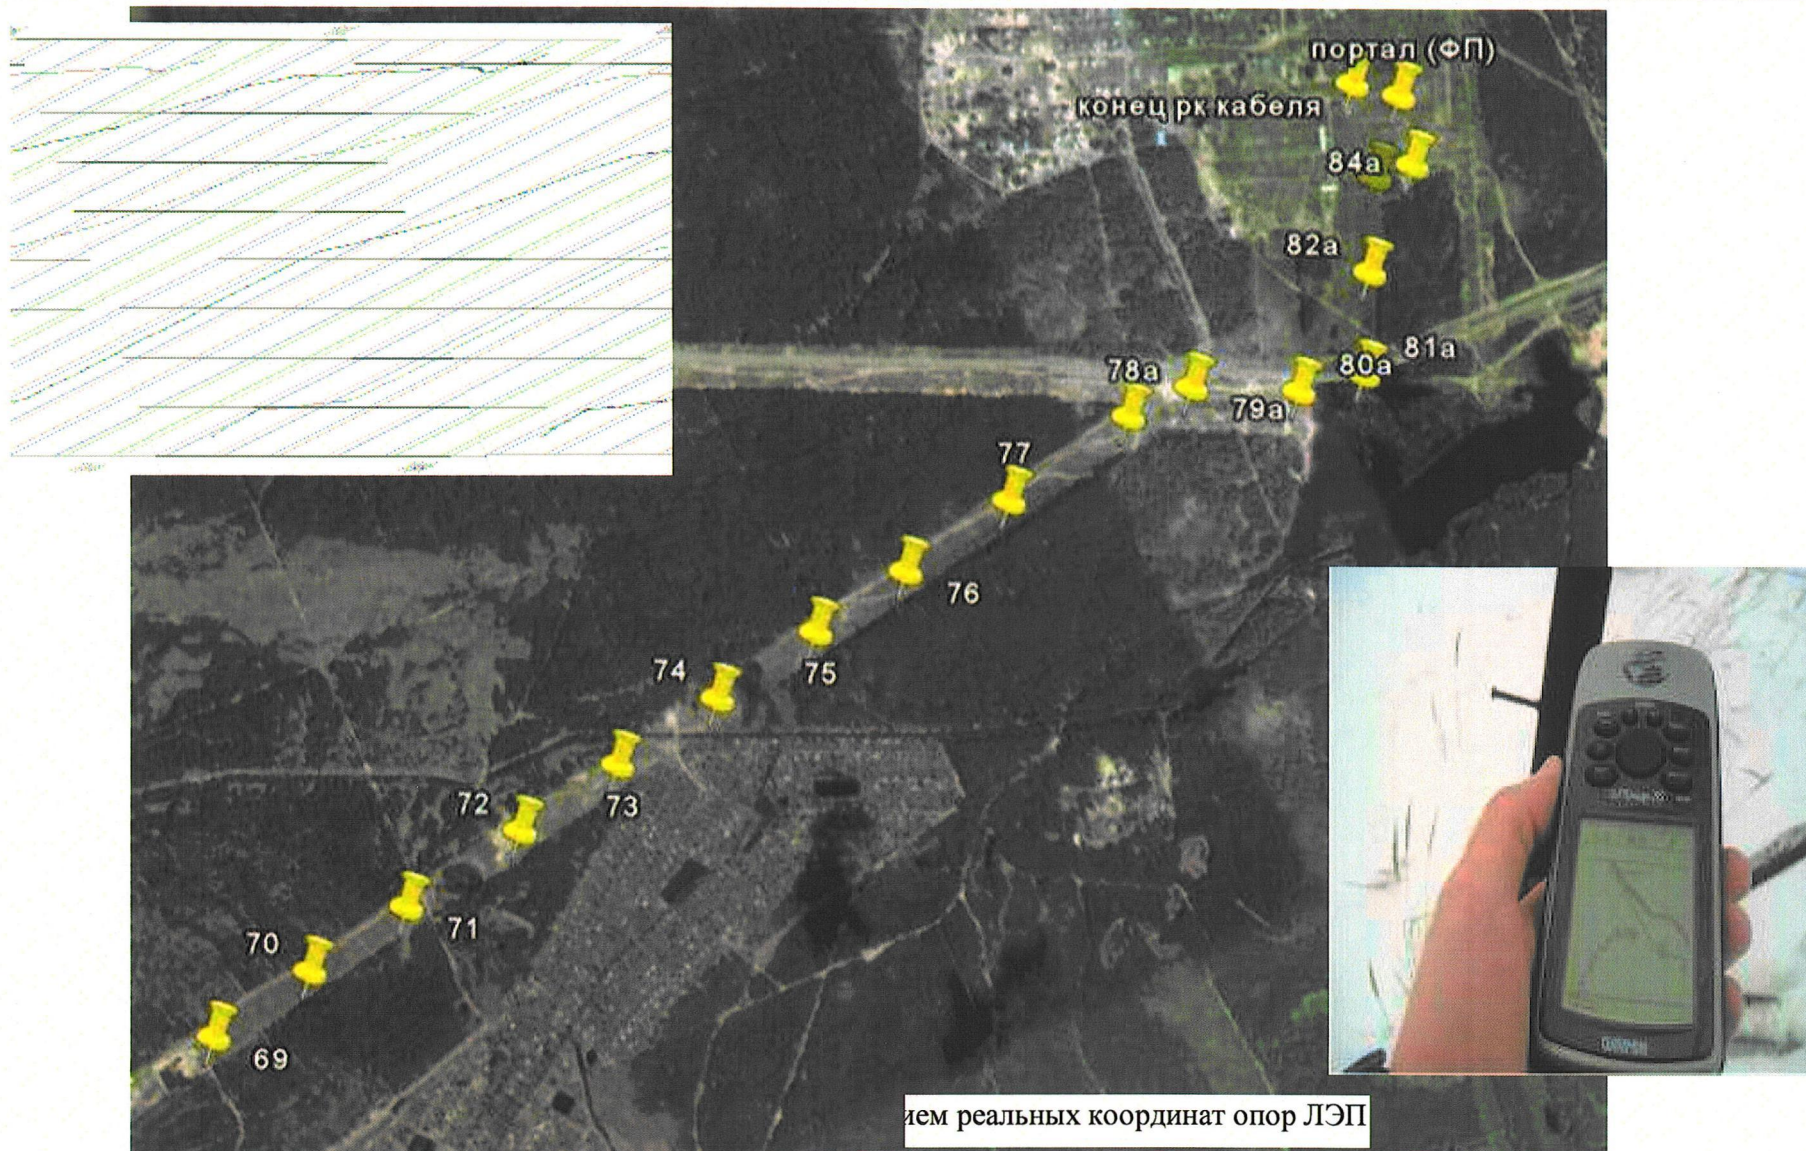 портал (ФП)
конец рк кабеля
84а
82а
81а
80а
78а
79а
77
76
75
74
73
72
71
70
69
GARMIN
ием реальных координат опор ЛЭП